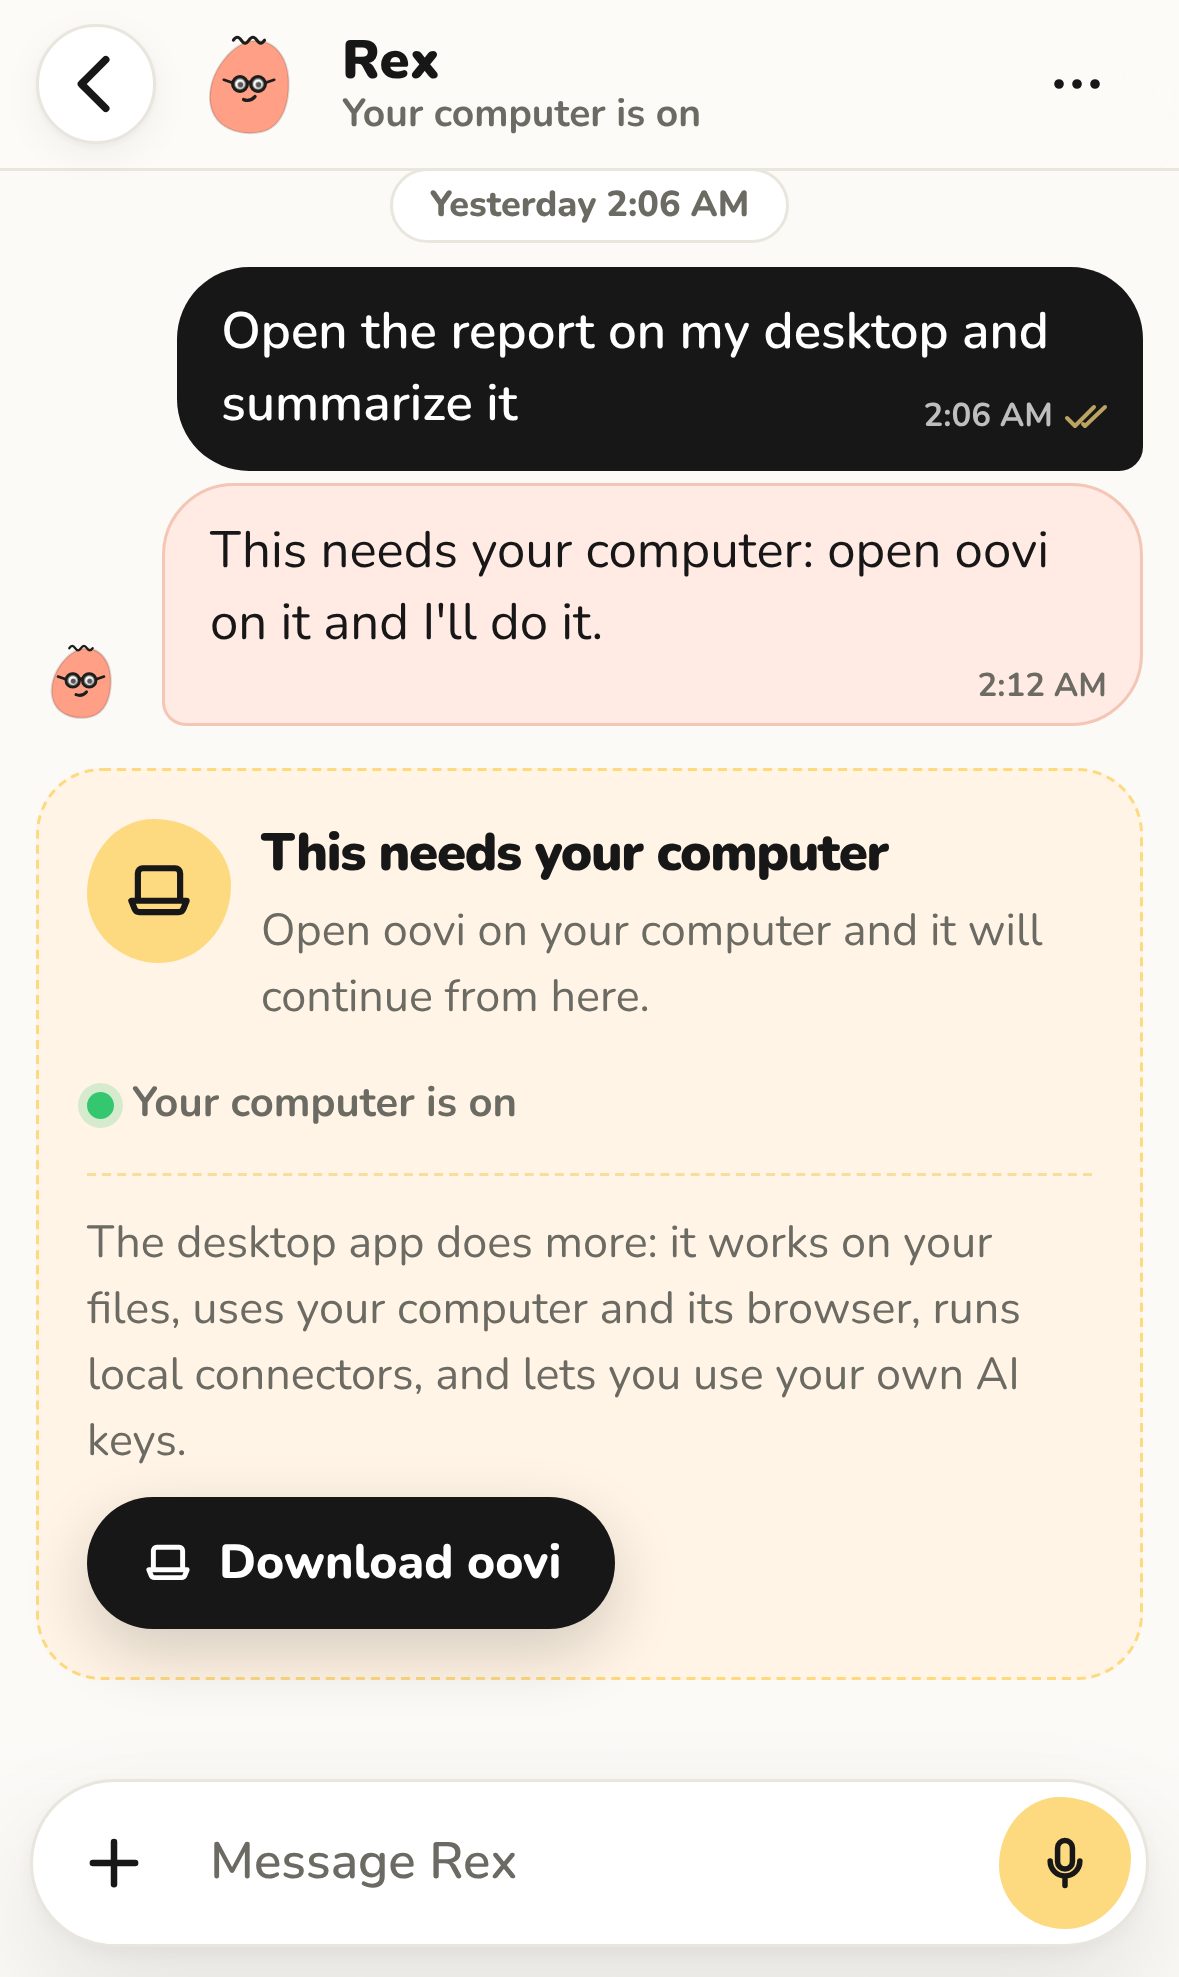 Rex
Your computer is on
Yesterday 2:06 AM
Open the report on my desktop and
summarize it
2:06 AM
This needs your computer: open oovi
on it and I'll do it.
2:12 AM
This needs your computer
Open oovi on your computer and it will
continue from here.
Your computer is on
The desktop app does more: it works on your
files, uses your computer and its browser, runs
local connectors, and lets you use your own AI
keys.
Download oovi
Message Rex